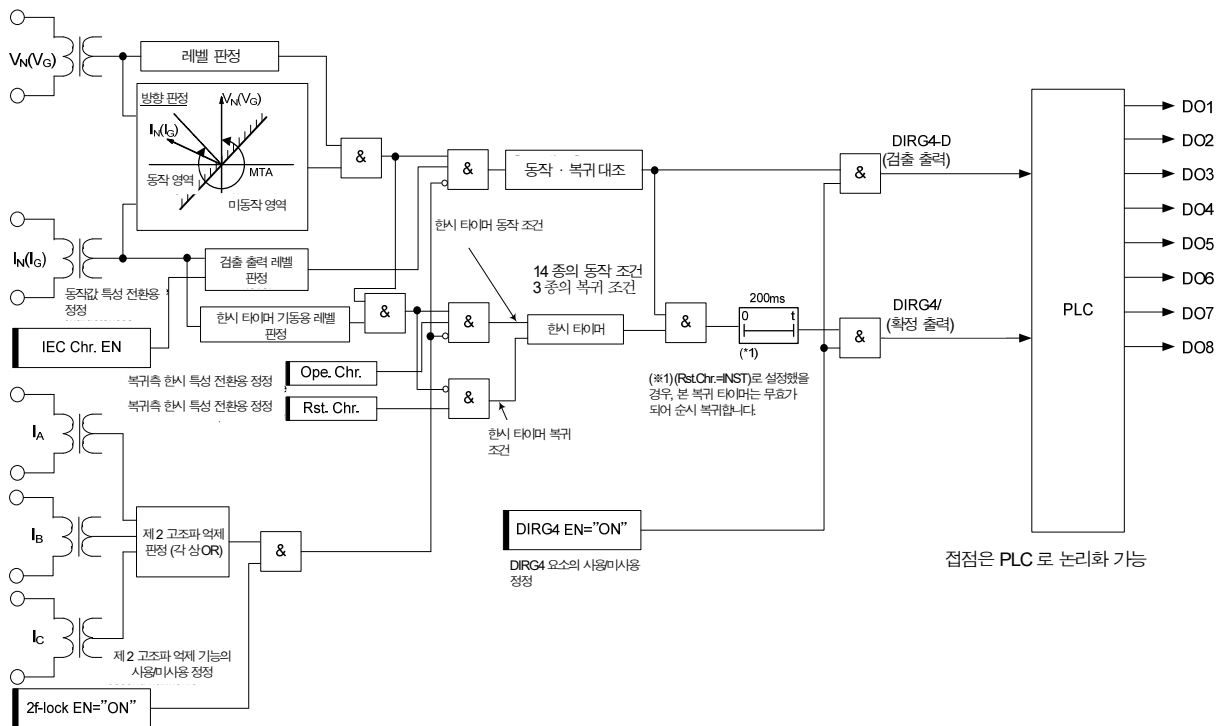 V_N(V_G)
레벨 판정
방향 판정
V_N(V_G)
I_N(I_G)
동작 영역
MTA
미동작 영역
&
&
동작 · 복귀 대조
&
DIRG4-D
(검출 출력)
DO1
DO2
DO3
DO4
DO5
DO6
DO7
DO8
PLC
I_N(I_G)
검출 출력 레벨
판정
동작값 특성 전환용
정정
IEC Chr. EN
한시 타이머 기동용 레벨
판정
&
한시 타이머 동작 조건
14 종의 동작 조건
3 종의 복귀 조건
&
한시 타이머
&
200ms
0 t
(*1)
&
DIRG4/
(확정 출력)
복귀측 한시 특성 전환용 정정
Ope. Chr.
복귀측 한시 특성 전환용 정정
Rst. Chr.
&
한시 타이머 복귀
조건
(※1) (Rst.Chr.=INST)로 설정했을
경우, 본 복귀 타이머는 무효가
되어 순시 복귀합니다.
I_A
I_B
I_C
제 2 고조파 억제
판정 (각 상 OR)
&
DIRG4 EN="ON"
DIRG4 요소의 사용/미사용
정정
접점은 PLC 로 논리화 가능
제 2 고조파 억제 기능의
사용/미사용 정정
2f-lock EN="ON"